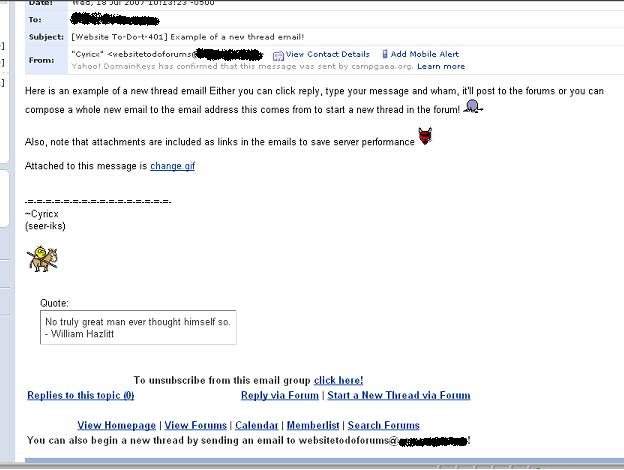 Date: Wed, 18 Jul 2007 10:13:23 -0500
To:
Subject: [Website To-Do-t-401] Example of a new thread email!
From: "Cyricx" <websitetodoforums@ View Contact Details Add Mobile Alert
Yahoo! DomainKeys has confirmed that this message was sent by campgaea.org. Learn more
Here is an example of a new thread email! Either you can click reply, type your message and wham, it'll post to the forums or you can
compose a whole new email to the email address this comes from to start a new thread in the forum!
Also, note that attachments are included as links in the emails to save server performance
Attached to this message is change.gif
-=-=-=-=-=-=-=-=-=-=-=-=-=-=-=-=-
~Cyricx
(seer-iks)
Quote:
No truly great man ever thought himself so.
- William Hazlitt
To unsubscribe from this email group click here!
Replies to this topic (0) Reply via Forum | Start a New Thread via Forum
View Homepage | View Forums | Calendar | Memberlist | Search Forums
You can also begin a new thread by sending an email to websitetodoforums@ !